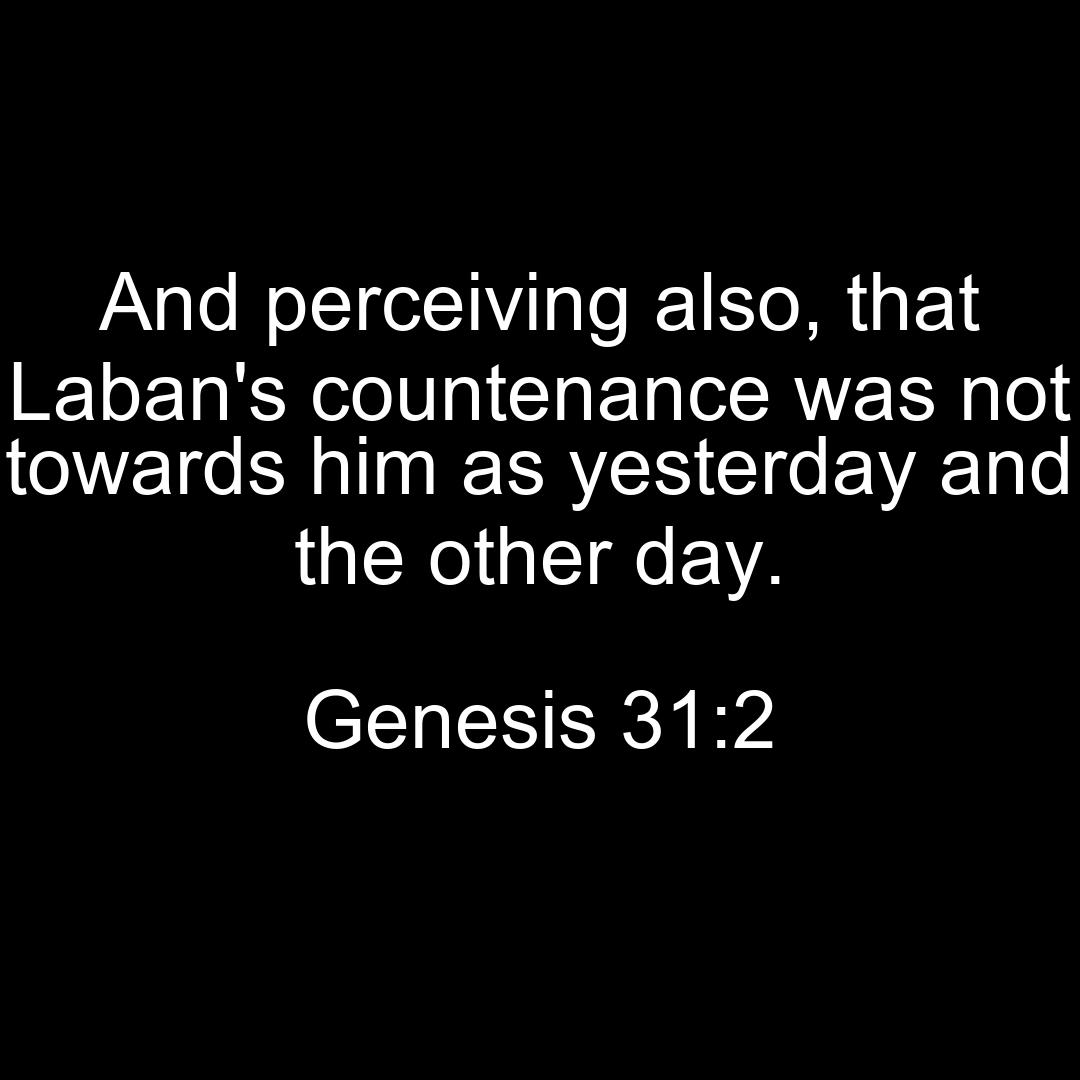 And perceiving also, that
Laban's countenance was not
towards him as yesterday and
the other day.
Genesis 31:2